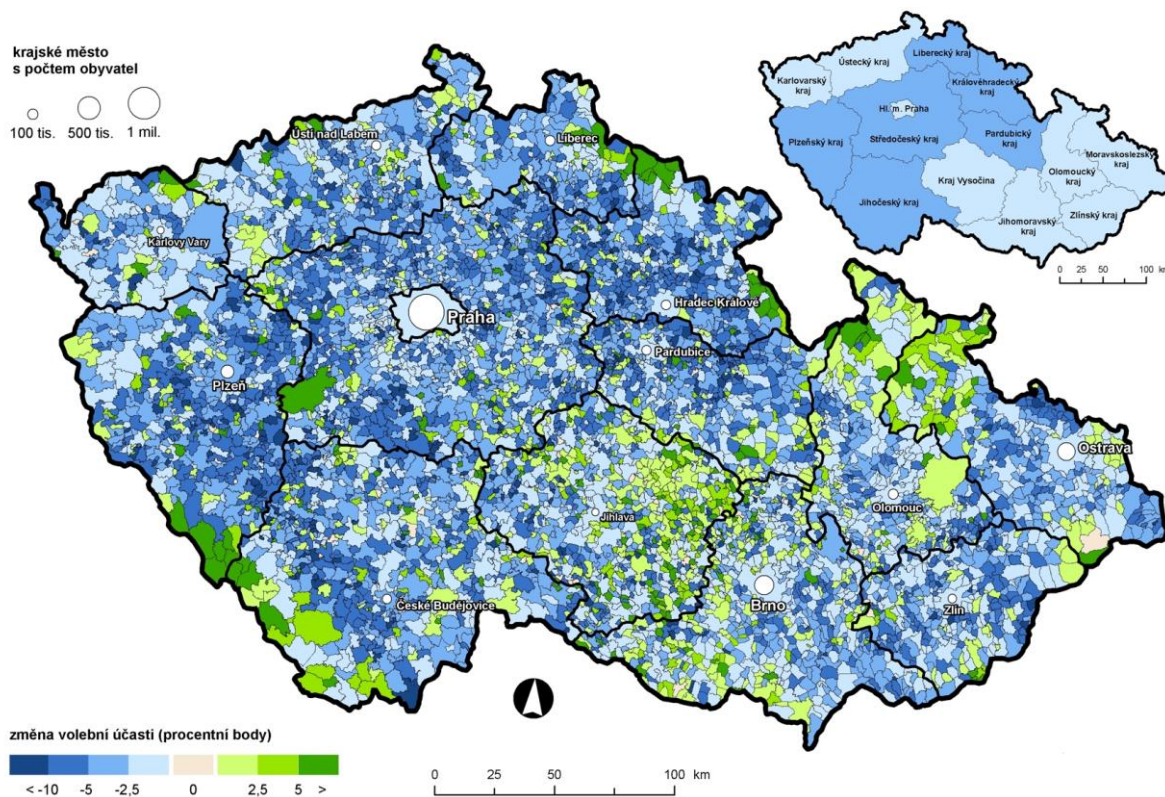 krajské město
s počtem obyvatel
100 tis. 500 tis. 1 mil.
Ústecký kraj
Liberecký kraj
Karlovarský
kraj
Královéhradecký
kraj
Hl. m. Praha
Plzeňský kraj
Středočeský kraj
Pardubický
kraj
Moravskoslezský
kraj
Olomoucký
kraj
Kraj Vysočina
Jihočeský kraj
Jihomoravský
kraj
Zlínský kraj
0 25 50 100 km
Ústí nad Labem
Liberec
Karlovy Vary
Praha
Hradec Králové
Pardubice
Plzeň
Ostrava
Olomouc
Jihlava
Brno
Zlín
České Budějovice
změna volební účasti (procentní body)
< -10 -5 -2,5 0 2,5 5 >
0 25 50 100 km